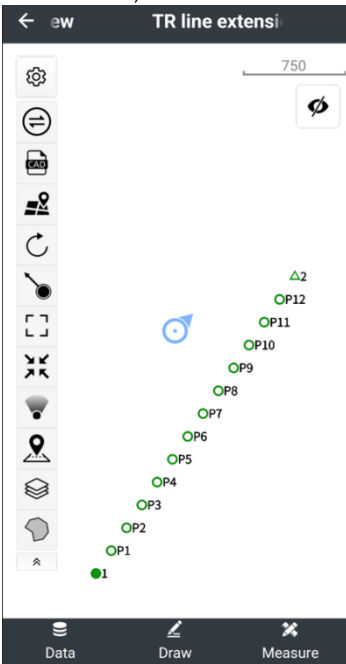 ew TR line extensi
750
CAD
2
P12
P11
P10
P9
P8
P7
P6
P5
P4
P3
P2
P1
1
Data Draw Measure